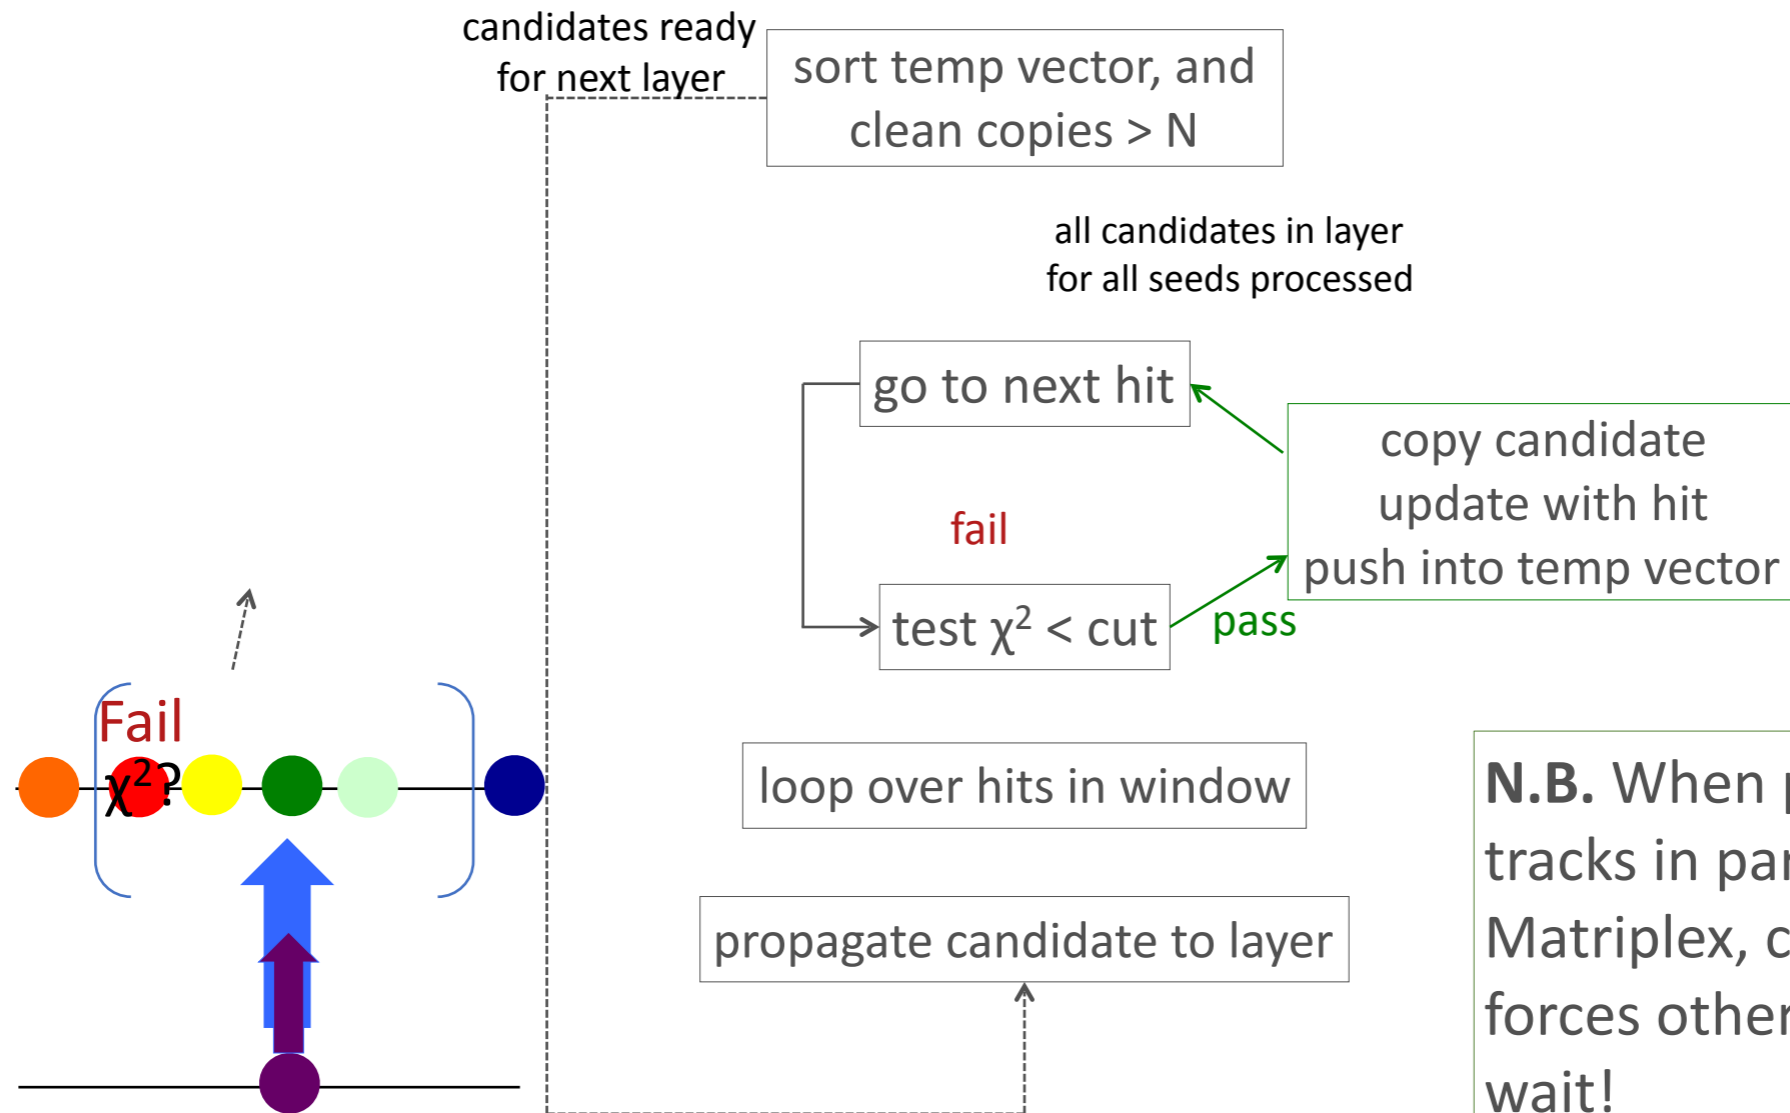 candidates ready
for next layer
sort temp vector, and
clean copies > N
all candidates in layer
for all seeds processed
go to next hit
copy candidate
update with hit
push into temp vector
fail
test χ² < cut
pass
Fail
χ²?
loop over hits in window
propagate candidate to layer
N.B. When
tracks in
Matriplex,
forces other
wait!